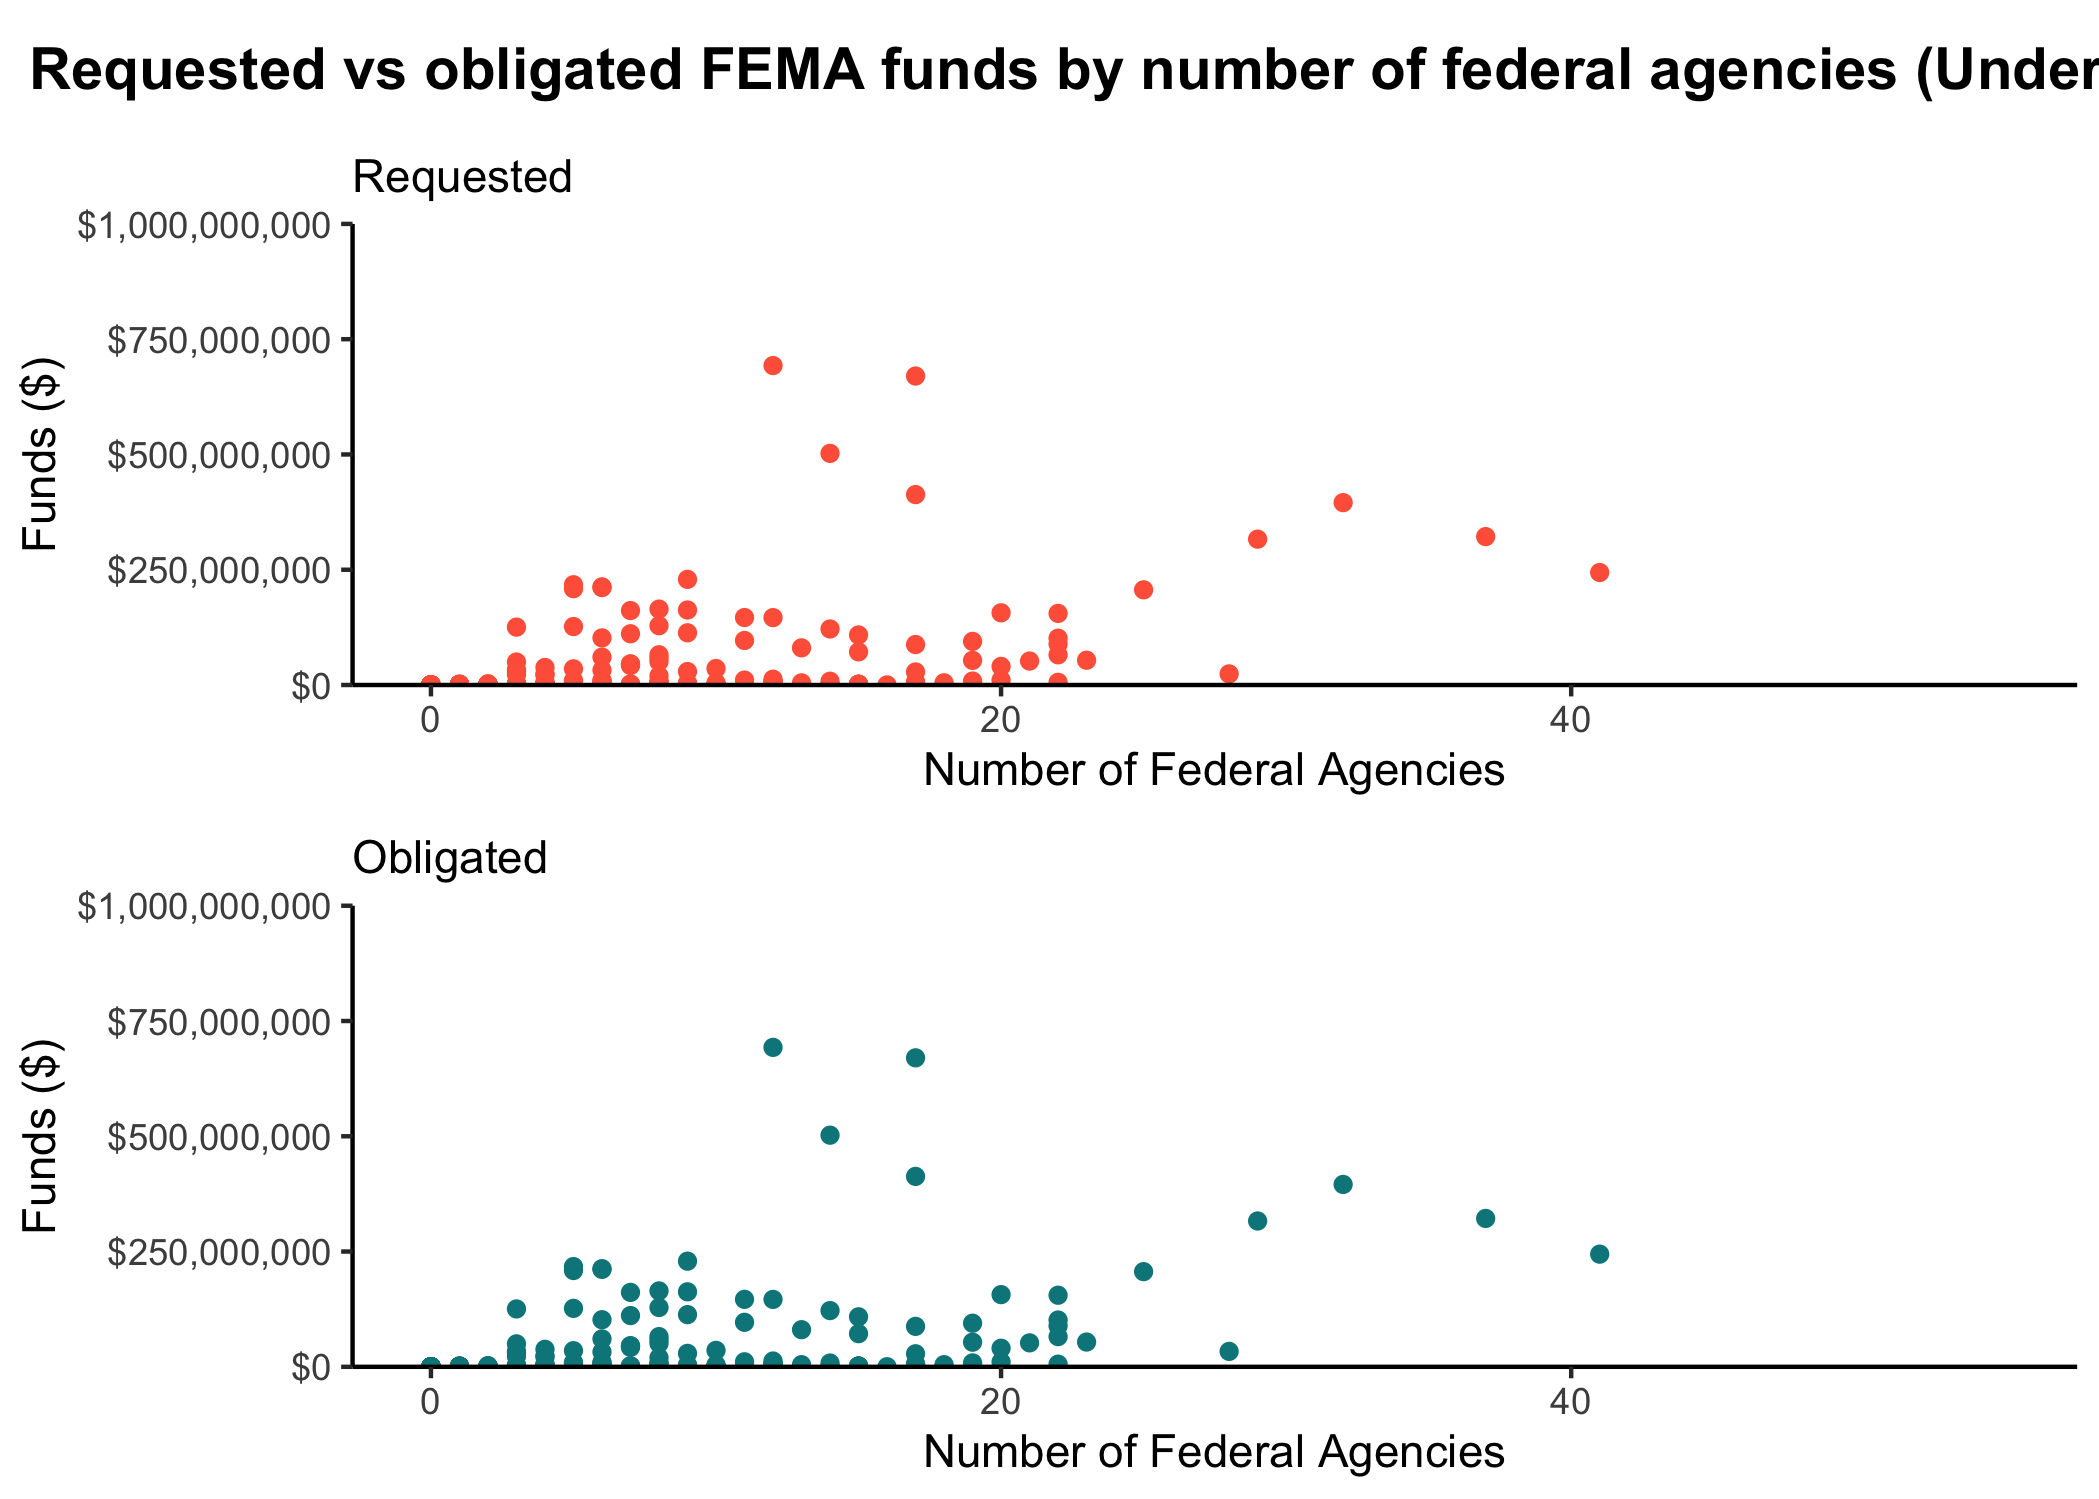 Requested vs obligated FEMA funds by number of federal agencies (Under
Requested
$1,000,000,000
$750,000,000
$500,000,000
$250,000,000
$0
Funds ($)
0 20 40
Number of Federal Agencies
Obligated
$1,000,000,000
$750,000,000
$500,000,000
$250,000,000
$0
Funds ($)
0 20 40
Number of Federal Agencies